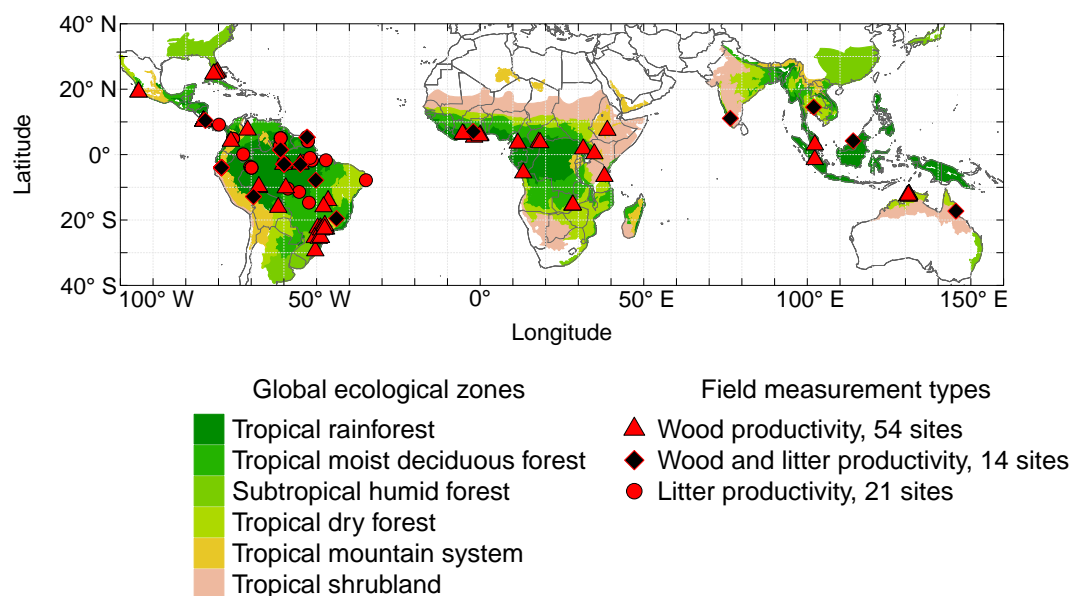 40° N
20° N
0°
20° S
40° S
Latitude
100° W
50° W
0°
50° E
100° E
150° E
Longitude
Global ecological zones
Tropical rainforest
Tropical moist deciduous forest
Subtropical humid forest
Tropical dry forest
Tropical mountain system
Tropical shrubland
Field measurement types
Wood productivity, 54 sites
Wood and litter productivity, 14 sites
Litter productivity, 21 sites